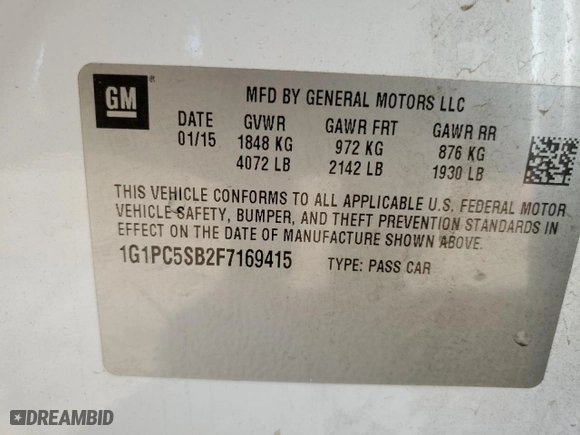 GM
MFD BY GENERAL MOTORS LLC
DATE GVWR GAWR FRT GAWR RR
01/15 1848 KG 972 KG 876 KG
4072 LB 2142 LB 1930 LB
THIS VEHICLE CONFORMS TO ALL APPLICABLE U.S. FEDERAL MOTOR
VEHICLE SAFETY, BUMPER, AND THEFT PREVENTION STANDARDS IN
EFFECT ON THE DATE OF MANUFACTURE SHOWN ABOVE.
1G1PC5SB2F7169415 TYPE: PASS CAR
DREAMBID